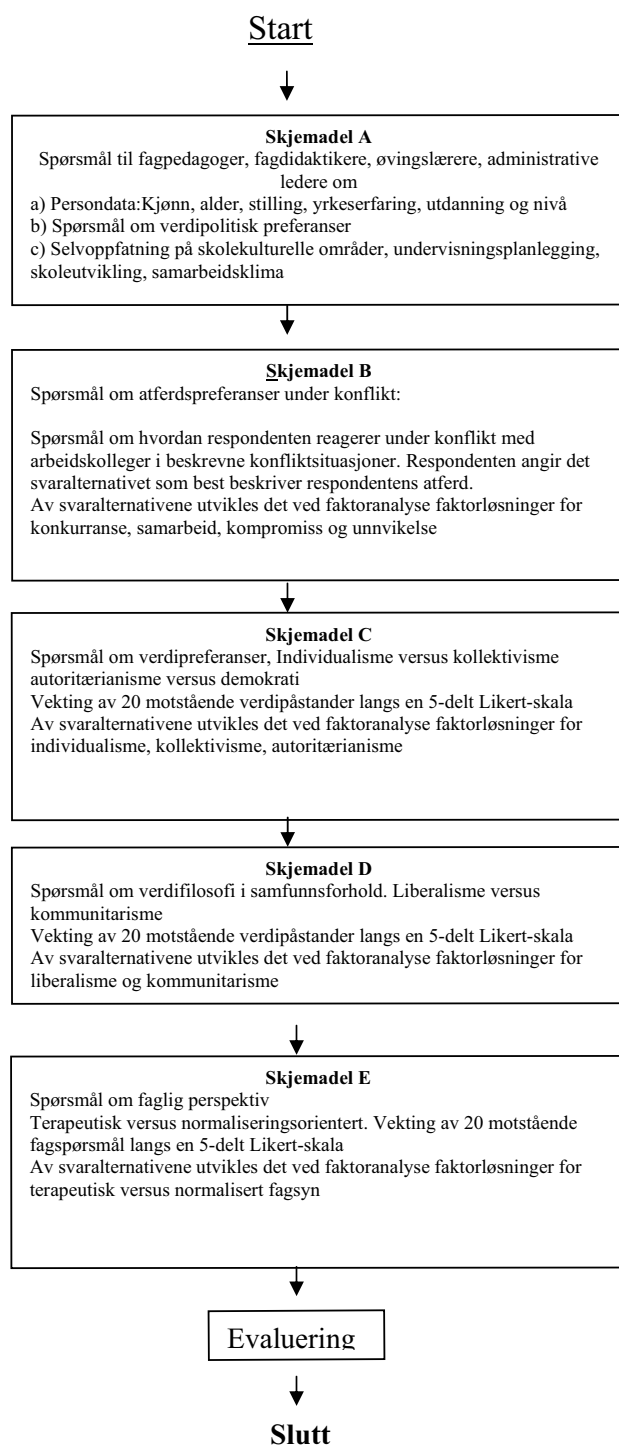 Start
Skjemadel A
Spørsmål til fagpedagoger, fagdidaktikere, øvingslærere, administrative
ledere om
a) Persondata:Kjønn, alder, stilling, yrkeserfaring, utdanning og nivå
b) Spørsmål om verdipolitisk preferanser
c) Selvoppfatning på skolekulturelle områder, undervisningsplanlegging,
skoleutvikling, samarbeidsklima
Skjemadel B
Spørsmål om atferdspreferanser under konflikt:
Spørsmål om hvordan respondenten reagerer under konflikt med
arbeidskolleger i beskrevne konfliktsituasjoner. Respondenten angir det
svaralternativet som best beskriver respondentens atferd.
Av svaralternativene utvikles det ved faktoranalyse faktorløsninger for
konkurranse, samarbeid, kompromiss og unnvikelse
Skjemadel C
Spørsmål om verdipreferanser, Individualisme versus kollektivisme
autoritærianisme versus demokrati
Vekting av 20 motstående verdipåstander langs en 5-delt Likert-skala
Av svaralternativene utvikles det ved faktoranalyse faktorløsninger for
individualisme, kollektivisme, autoritærianisme
Skjemadel D
Spørsmål om verdifilosofi i samfunnsforhold. Liberalisme versus
kommunitarisme
Vekting av 20 motstående verdipåstander langs en 5-delt Likert-skala
Av svaralternativene utvikles det ved faktoranalyse faktorløsninger for
liberalisme og kommunitarisme
Skjemadel E
Spørsmål om faglig perspektiv
Terapeutisk versus normaliseringsorientert. Vekting av 20 motstående
fagspørsmål langs en 5-delt Likert-skala
Av svaralternativene utvikles det ved faktoranalyse faktorløsninger for
terapeutisk versus normalisert fagsyn
Evaluering
Slutt